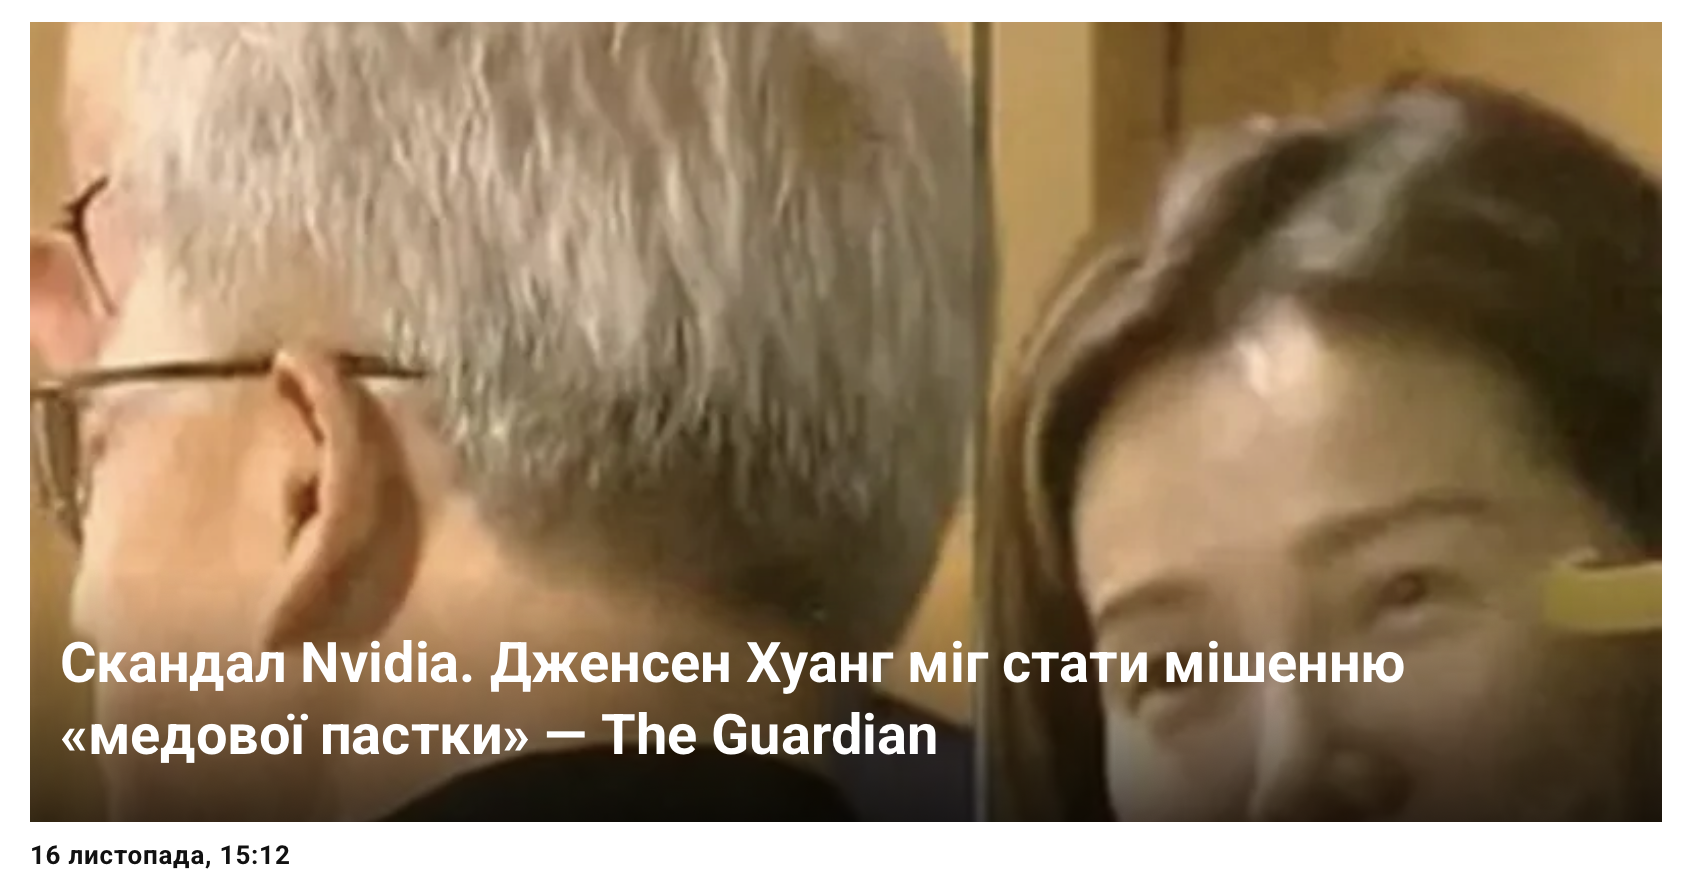 Скандал Nvidia. Дженсен Хуанг міг стати мішенню
«медової пастки» — The Guardian
16 листопада, 15:12